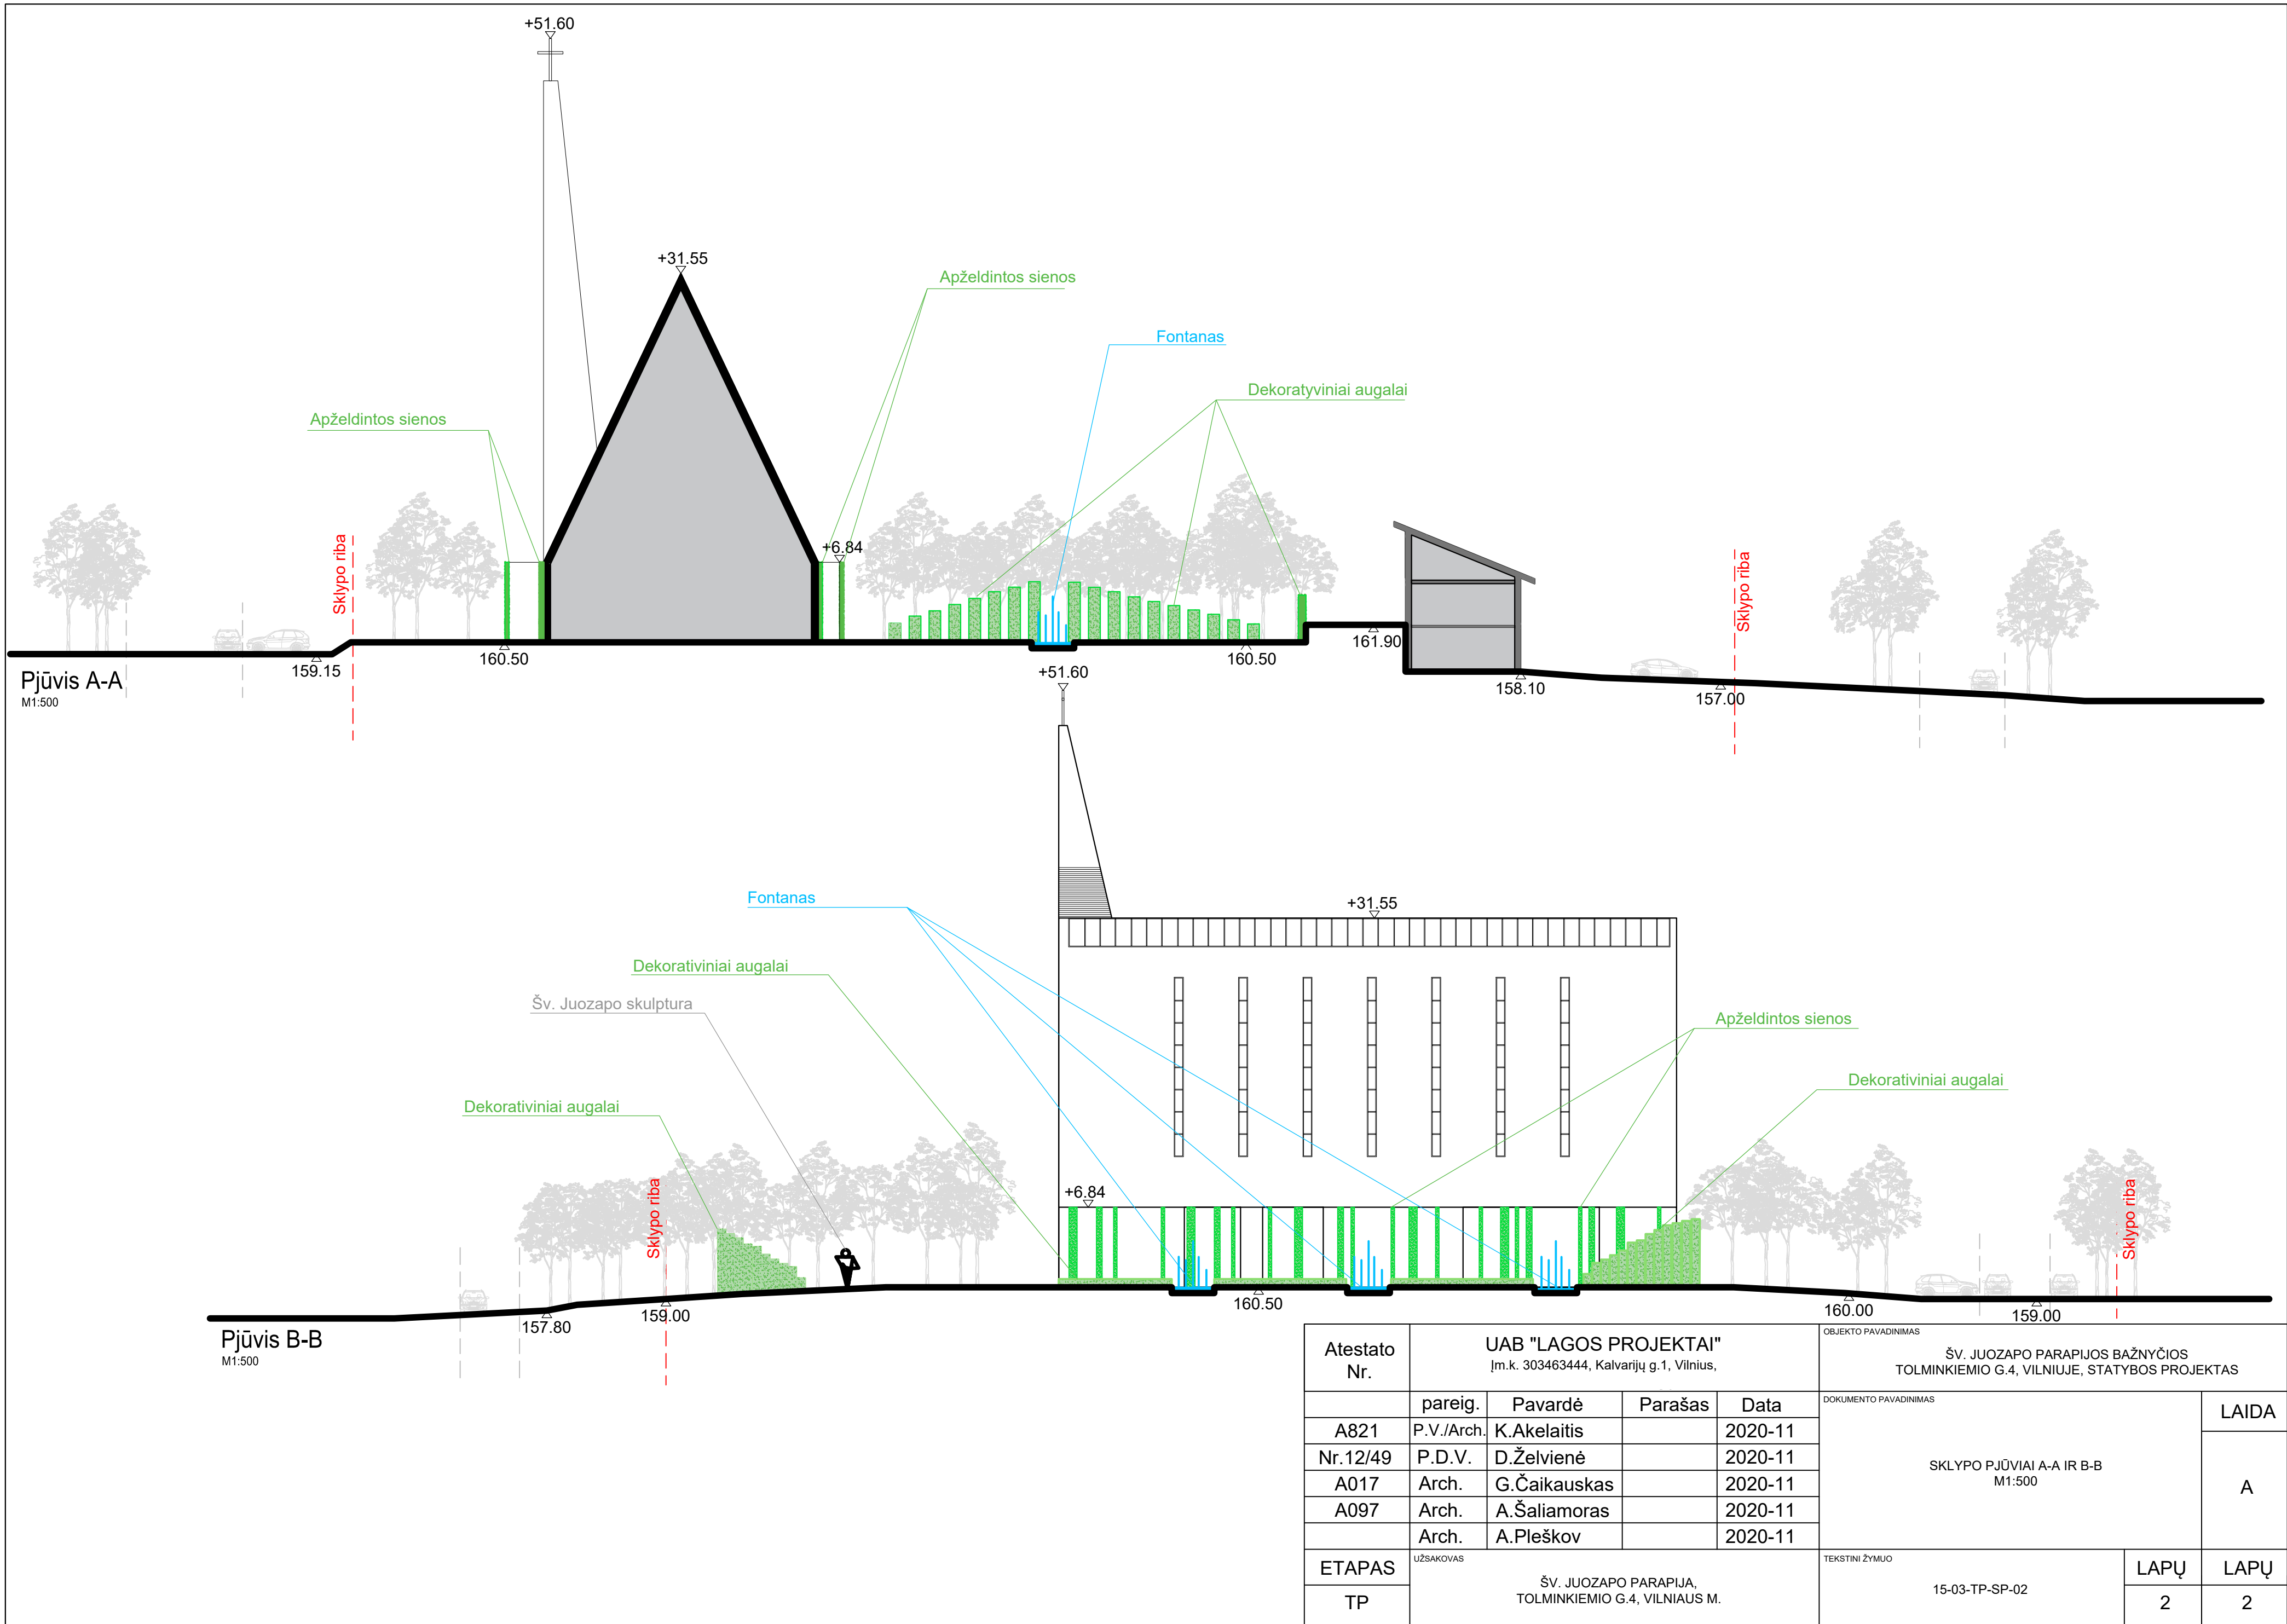 +51.60
+31.55
Apželdintos sienos
Fontanas
Dekoratyviniai augalai
Apželdintos sienos
+6.84
Sklypo riba
Sklypo riba
159.15
160.50
160.50
161.90
158.10
157.00
Pjūvis A-A
M1:500
+51.60
Fontanas
+31.55
Dekorativiniai augalai
Šv. Juozapo skulptura
Apželdintos sienos
Dekorativiniai augalai
Dekorativiniai augalai
+6.84
Sklypo riba
Sklypo riba
157.80
159.00
160.50
160.00
159.00
Pjūvis B-B
M1:500
Atestato
Nr.
UAB "LAGOS PROJEKTAI"
Įm.k. 303463444, Kalvarijų g.1, Vilnius,
OBJEKTO PAVADINIMAS
ŠV. JUOZAPO PARAPIJOS BAŽNYČIOS
TOLMINKIEMIO G.4, VILNIUJE, STATYBOS PROJEKTAS
pareig. Pavardė Parašas Data
A821 P.V./Arch. K.Akelaitis 2020-11
Nr.12/49 P.D.V. D.Želvienė 2020-11
A017 Arch. G.Čaikauskas 2020-11
A097 Arch. A.Šaliamoras 2020-11
Arch. A.Pleškov 2020-11
DOKUMENTO PAVADINIMAS
SKLYPO PJŪVIAI A-A IR B-B
M1:500
LAIDA
A
ETAPAS
TP
UŽSAKOVAS
ŠV. JUOZAPO PARAPIJA,
TOLMINKIEMIO G.4, VILNIAUS M.
TEKSTINI ŽYMUO
15-03-TP-SP-02
LAPŲ LAPŲ
2 2